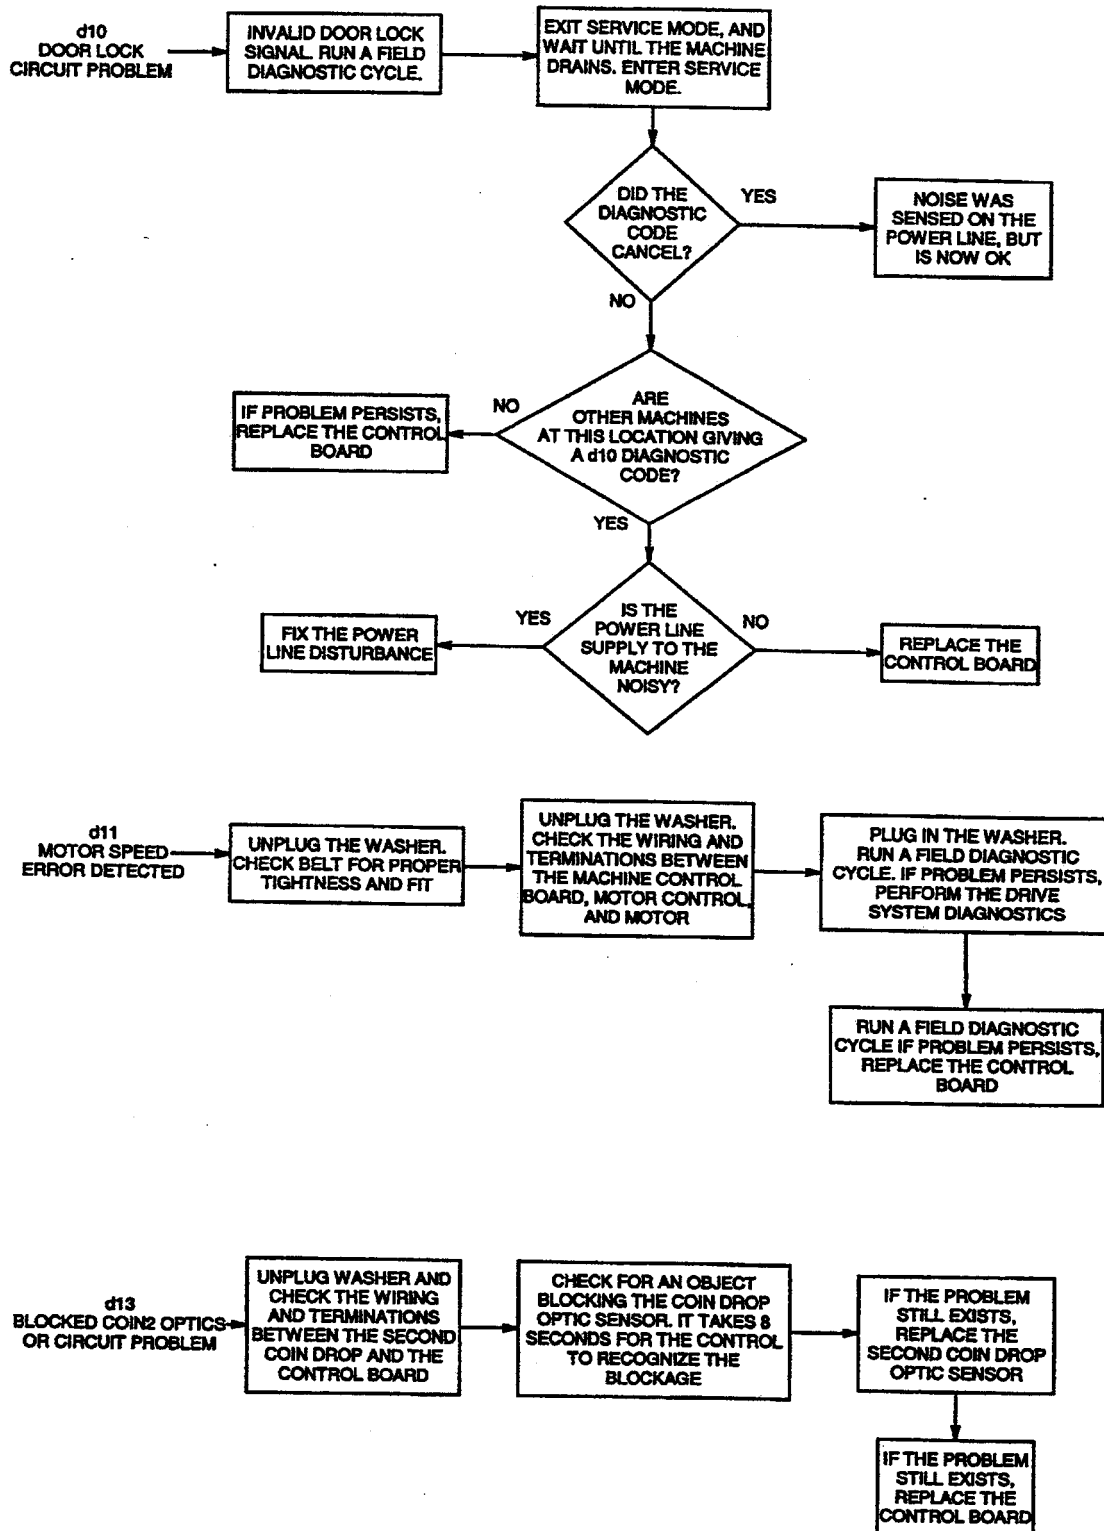 d10
DOOR LOCK
CIRCUIT PROBLEM
INVALID DOOR LOCK
SIGNAL. RUN A FIELD
DIAGNOSTIC CYCLE.
EXIT SERVICE MODE, AND
WAIT UNTIL THE MACHINE
DRAINS. ENTER SERVICE
MODE.
DID THE
DIAGNOSTIC
CODE
CANCEL?
YES
NOISE WAS
SENSED ON THE
POWER LINE, BUT
IS NOW OK
NO
ARE
OTHER MACHINES
AT THIS LOCATION GIVING
A d10 DIAGNOSTIC
CODE?
NO
IF PROBLEM PERSISTS,
REPLACE THE CONTROL
BOARD
YES
IS THE
POWER LINE
SUPPLY TO THE
MACHINE
NOISY?
YES
FIX THE POWER
LINE DISTURBANCE
NO
REPLACE THE
CONTROL BOARD
d11
MOTOR SPEED
ERROR DETECTED
UNPLUG THE WASHER.
CHECK BELT FOR PROPER
TIGHTNESS AND FIT
UNPLUG THE WASHER.
CHECK THE WIRING AND
TERMINATIONS BETWEEN
THE MACHINE CONTROL
BOARD, MOTOR CONTROL,
AND MOTOR
PLUG IN THE WASHER.
RUN A FIELD DIAGNOSTIC
CYCLE. IF PROBLEM PERSISTS,
PERFORM THE DRIVE
SYSTEM DIAGNOSTICS
RUN A FIELD DIAGNOSTIC
CYCLE IF PROBLEM PERSISTS,
REPLACE THE CONTROL
BOARD
d13
BLOCKED COIN2 OPTICS
OR CIRCUIT PROBLEM
UNPLUG WASHER AND
CHECK THE WIRING
AND TERMINATIONS
BETWEEN THE SECOND
COIN DROP AND THE
CONTROL BOARD
CHECK FOR AN OBJECT
BLOCKING THE COIN DROP
OPTIC SENSOR. IT TAKES 8
SECONDS FOR THE CONTROL
TO RECOGNIZE THE
BLOCKAGE
IF THE PROBLEM
STILL EXISTS,
REPLACE THE
SECOND COIN DROP
OPTIC SENSOR
IF THE PROBLEM
STILL EXISTS,
REPLACE THE
CONTROL BOARD